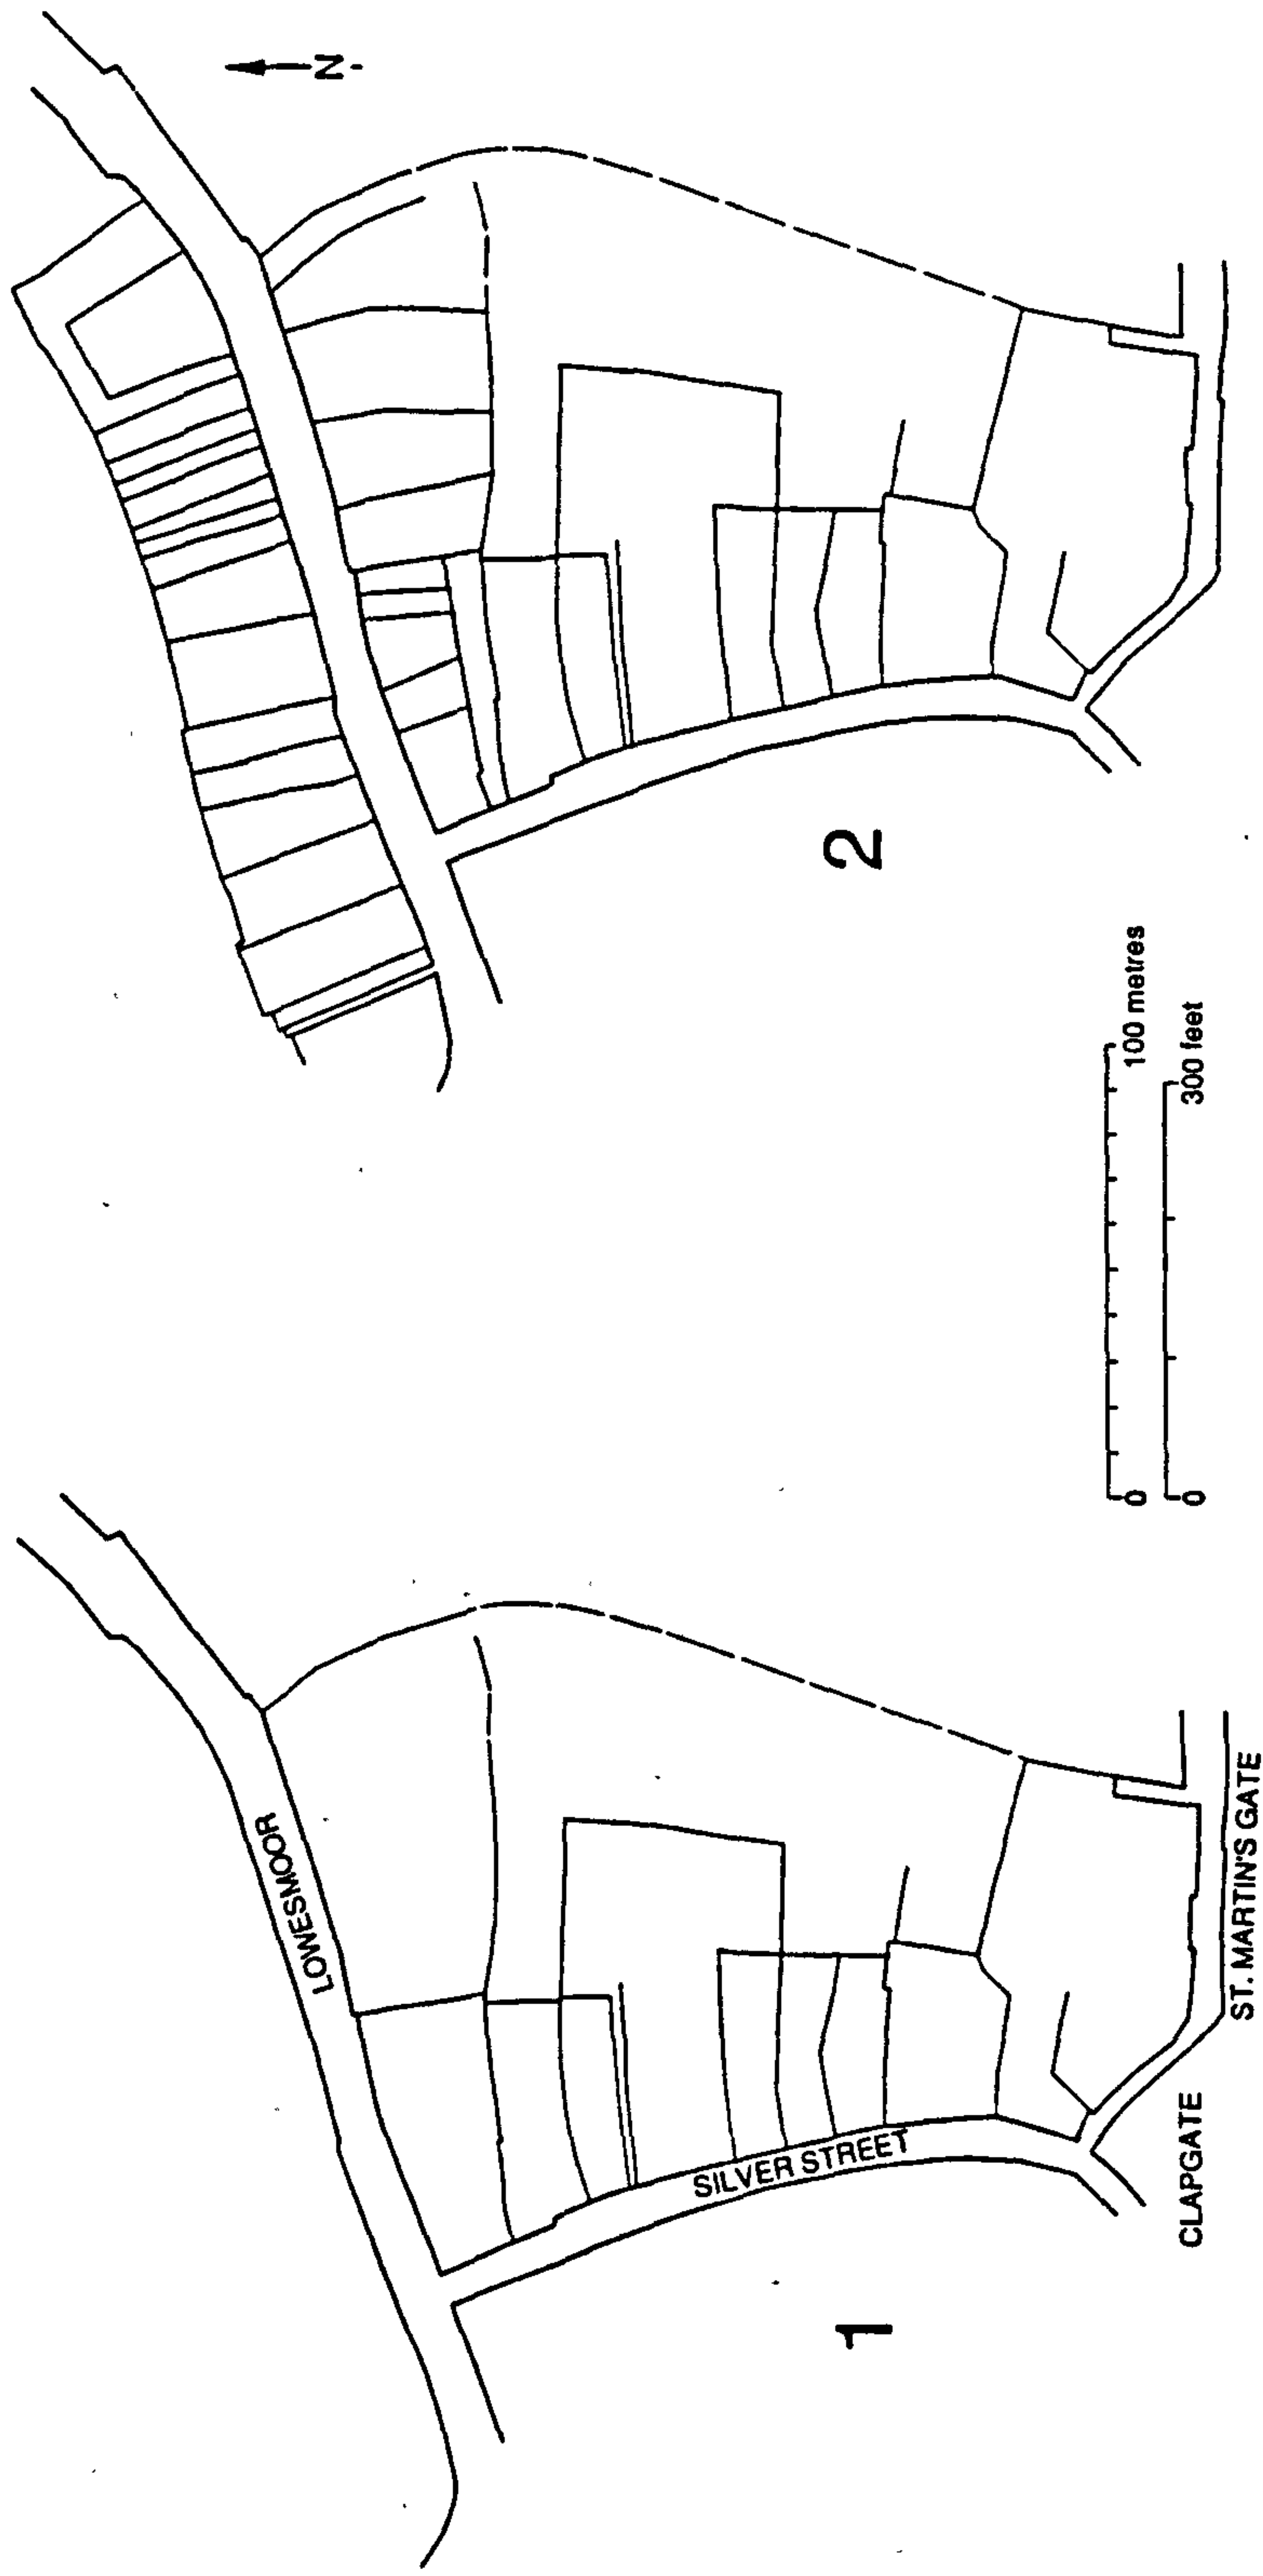 LOWESMOOR
SILVER STREET
CLAPGATE
ST. MARTIN'S GATE
1
0
100 metres
0
300 feet
2
N